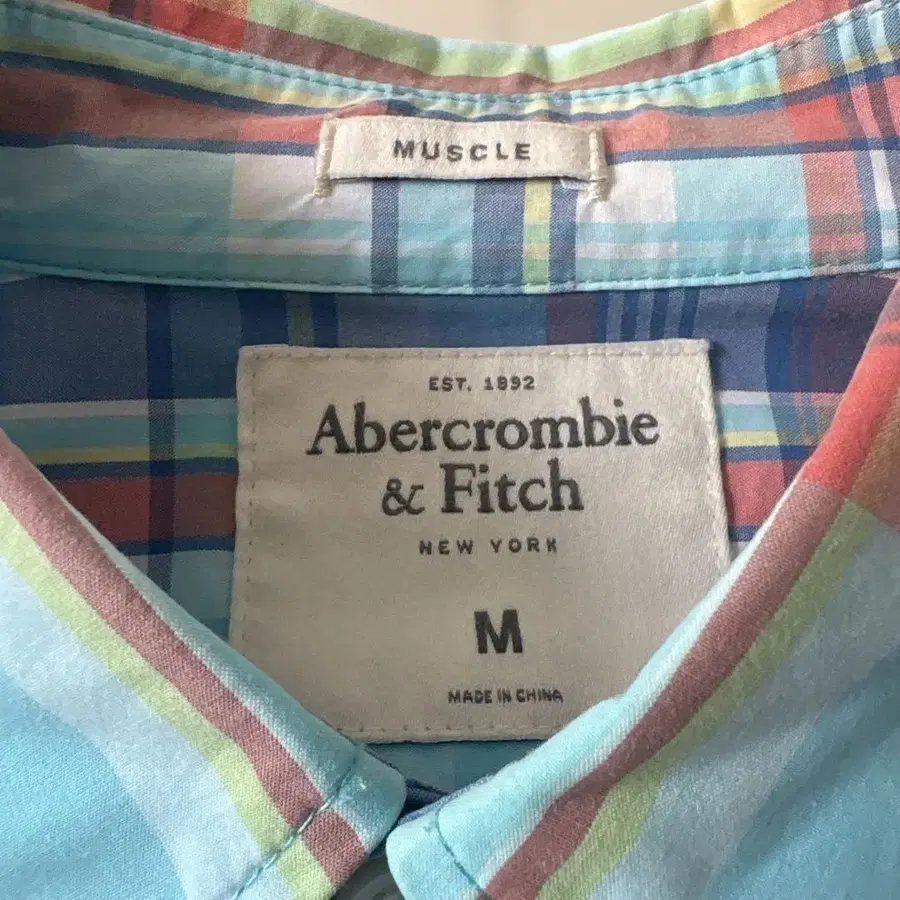 MUSCLE
EST. 1892
Abercrombie
& Fitch
NEW YORK
M
MADE IN CHINA